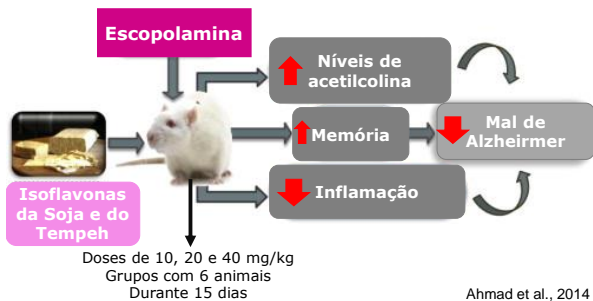 Escopolamina
Níveis de
acetilcolina
Memória
Mal de
Alzheirmer
Inflamação
Isoflavonas
da Soja e do
Tempeh
Doses de 10, 20 e 40 mg/kg
Grupos com 6 animais
Durante 15 dias
Ahmad et al., 2014